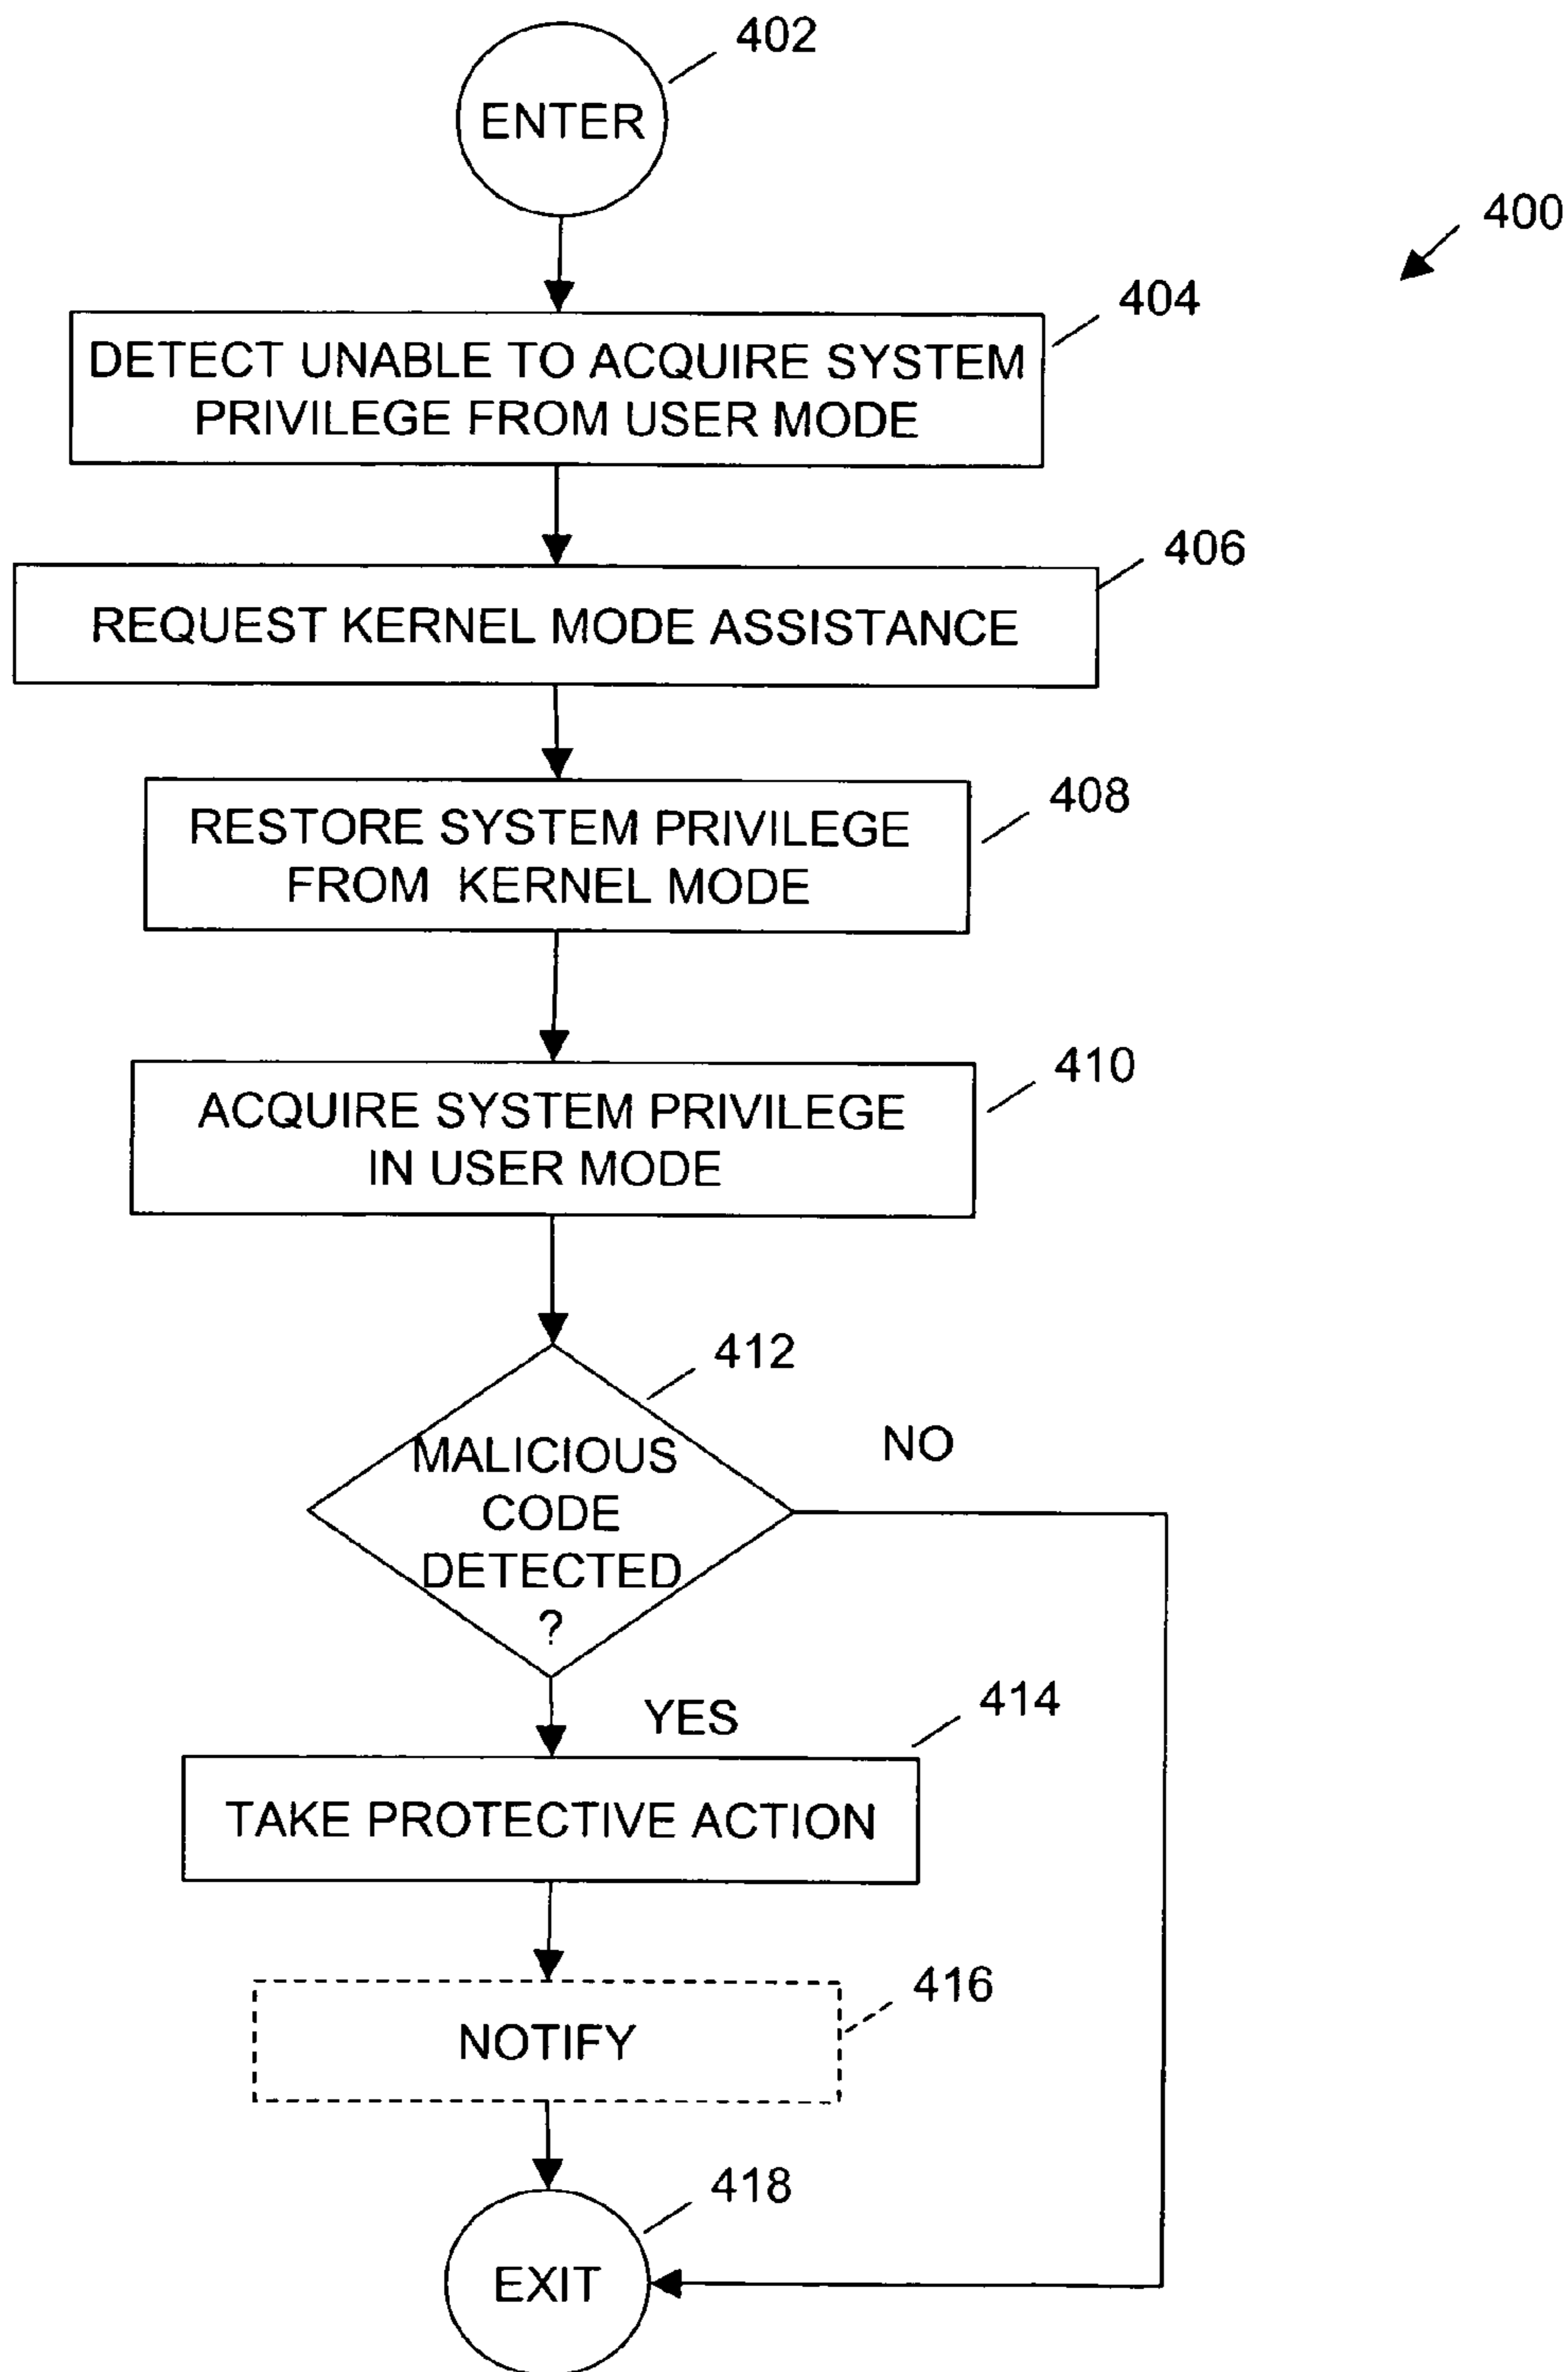 402
ENTER
400
404
DETECT UNABLE TO ACQUIRE SYSTEM
PRIVILEGE FROM USER MODE
406
REQUEST KERNEL MODE ASSISTANCE
408
RESTORE SYSTEM PRIVILEGE
FROM KERNEL MODE
410
ACQUIRE SYSTEM PRIVILEGE
IN USER MODE
412
MALICIOUS
CODE
DETECTED
?
NO
YES
414
TAKE PROTECTIVE ACTION
416
NOTIFY
418
EXIT